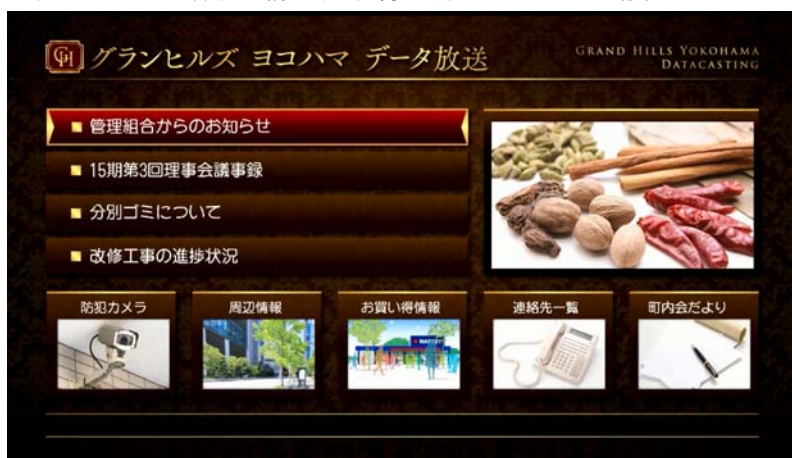 GH グランヒルズ ヨコハマ データ放送
GRAND HILLS YOKOHAMA
DATACASTING
管理組合からのお知らせ
15期第3回理事会議事録
分別ゴミについて
改修工事の進捗状況
防犯カメラ
周辺情報
お買い得情報
連絡先一覧
町内会だより